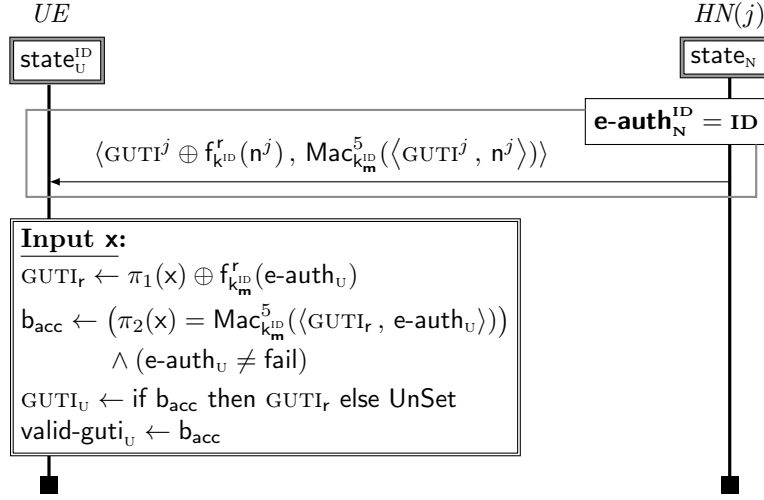 UE HN(j)
state_U^ID state_N
e-auth_N^ID = ID
⟨GUTI^j ⊕ f^r_{k^ID}(n^j) , Mac^5_{k_m^ID}(⟨GUTI^j , n^j⟩)⟩
Input x:
GUTI_r ← π_1(x) ⊕ f^r_{k_m^ID}(e-auth_U)
b_acc ← (π_2(x) = Mac^5_{k_m^ID}(⟨GUTI_r , e-auth_U⟩))
∧ (e-auth_U ≠ fail)
GUTI_U ← if b_acc then GUTI_r else UnSet
valid-guti_U ← b_acc